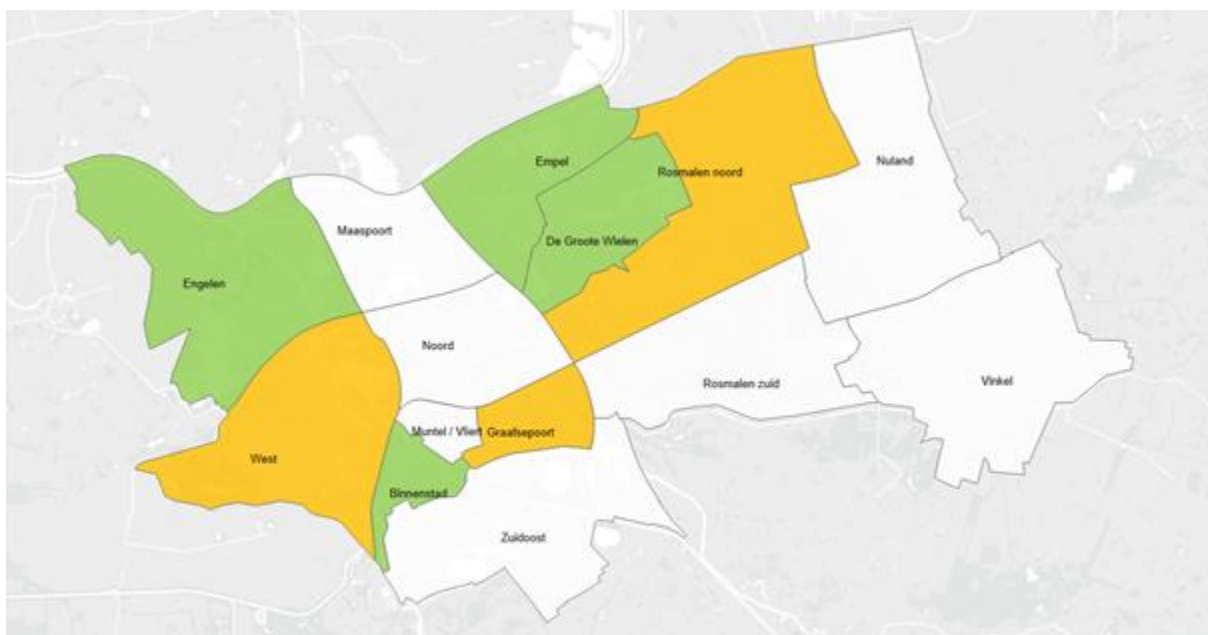 Empel
Nuland
Rosmalen noord
Maaspoort
De Groote Wielen
Engelen
Noord
Vinkel
Rosmalen zuid
Muntel / Vliert
Graafsepoort
West
Binnenstad
Zuidoost